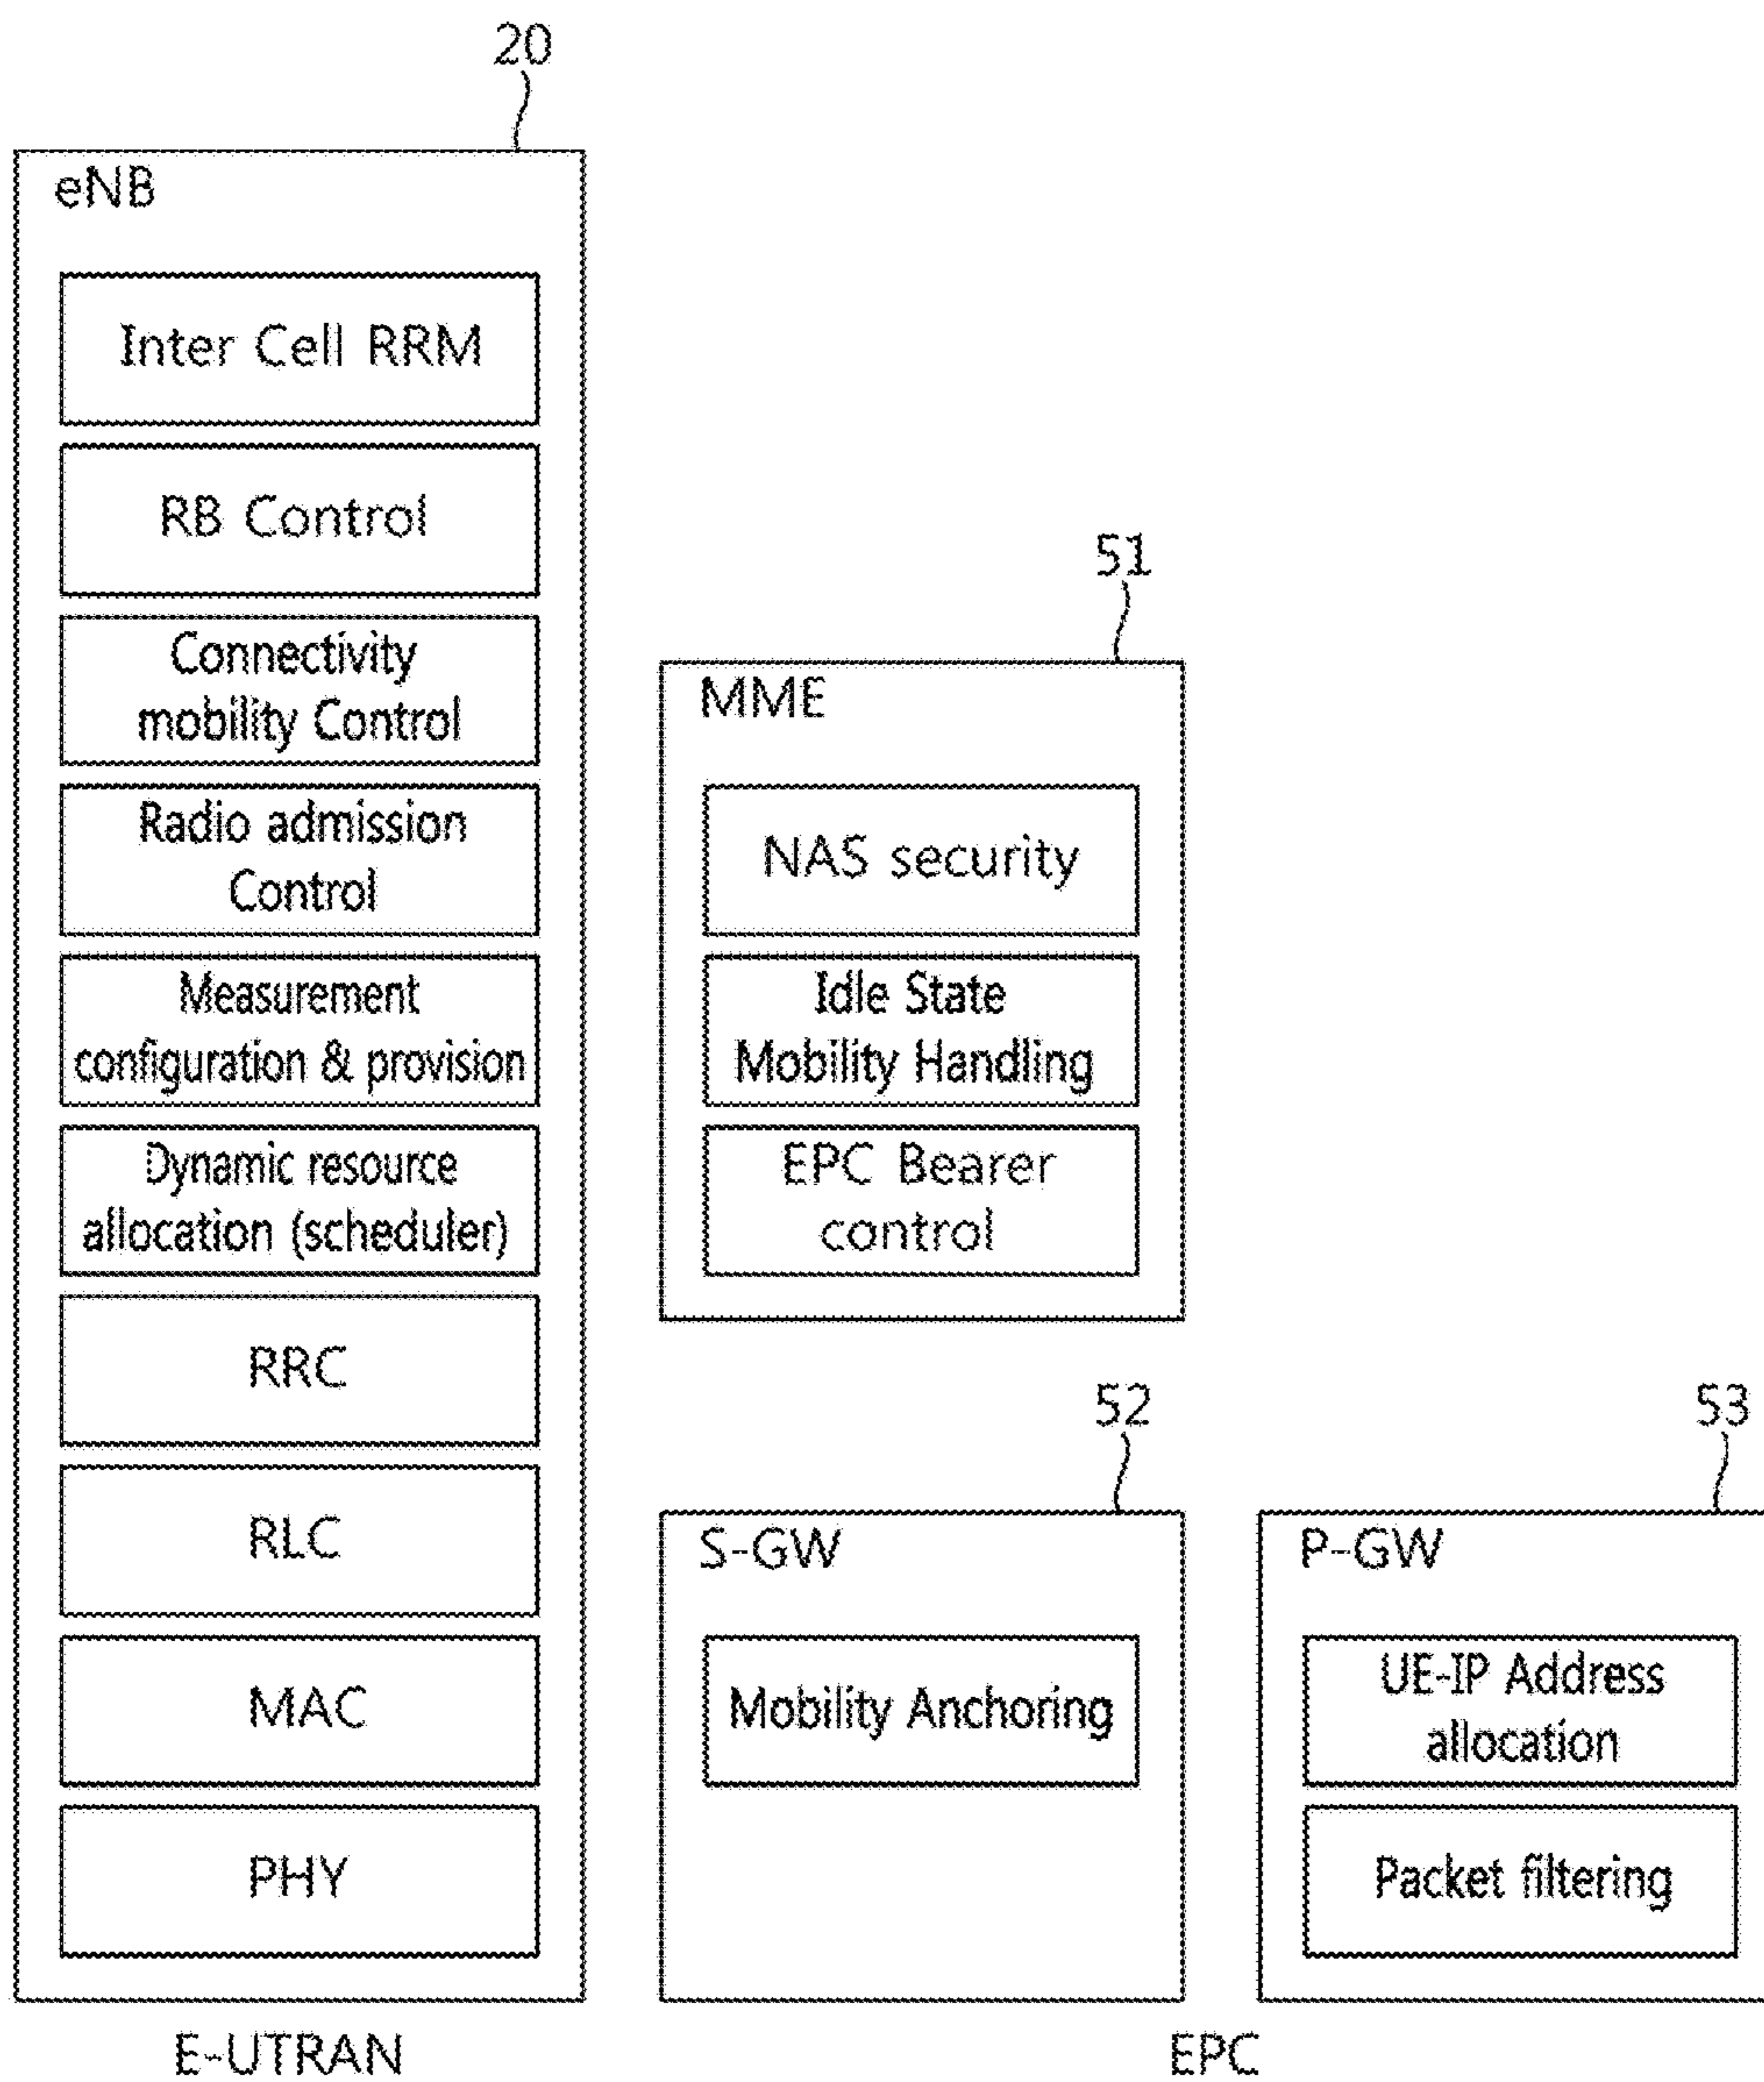 20
eNB
Inter Cell RRM
RB Control
Connectivity
mobility Control
Radio admission
Control
Measurement
configuration & provision
Dynamic resource
allocation (scheduler)
RRC
RLC
MAC
PHY
E-UTRAN
51
MME
NAS security
Idle State
Mobility Handling
EPC Bearer
control
52
S-GW
Mobility Anchoring
53
P-GW
UE-IP Address
allocation
Packet filtering
EPC